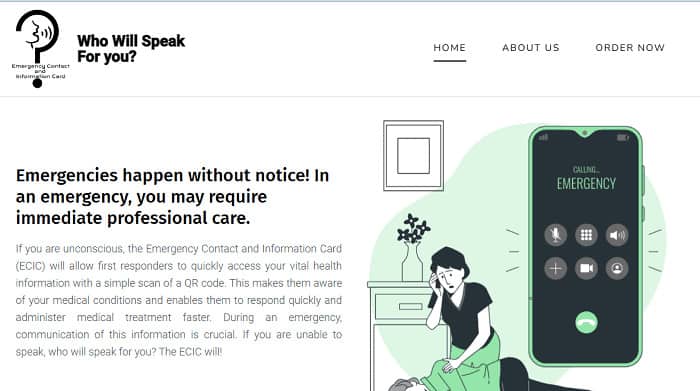 Emergency Contact
and
Information Card
Who Will Speak
For you?
HOME
ABOUT US
ORDER NOW
Emergencies happen without notice! In
an emergency, you may require
immediate professional care.
If you are unconscious, the Emergency Contact and Information Card
(ECIC) will allow first responders to quickly access your vital health
information with a simple scan of a QR code. This makes them aware
of your medical conditions and enables them to respond quickly and
administer medical treatment faster. During an emergency,
communication of this information is crucial. If you are unable to
speak, who will speak for you? The ECIC will!
CALLING...
EMERGENCY